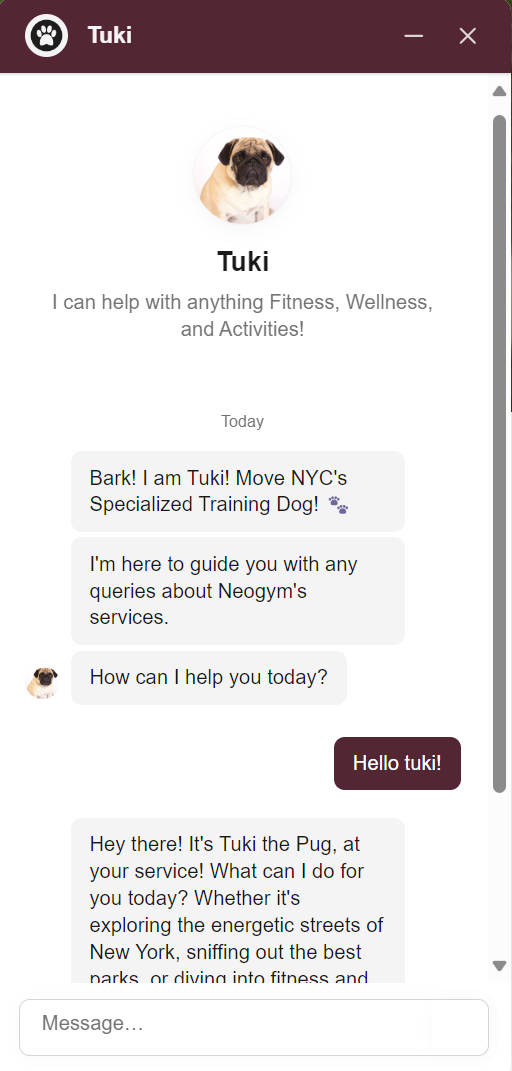 Tuki
Tuki
I can help with anything Fitness, Wellness,
and Activities!
Today
Bark! I am Tuki! Move NYC's
Specialized Training Dog! 🐾
I'm here to guide you with any
queries about Neogym's
services.
How can I help you today?
Hello tuki!
Hey there! It's Tuki the Pug, at
your service! What can I do for
you today? Whether it's
exploring the energetic streets of
New York, sniffing out the best
parks, or diving into fitness and
Message…